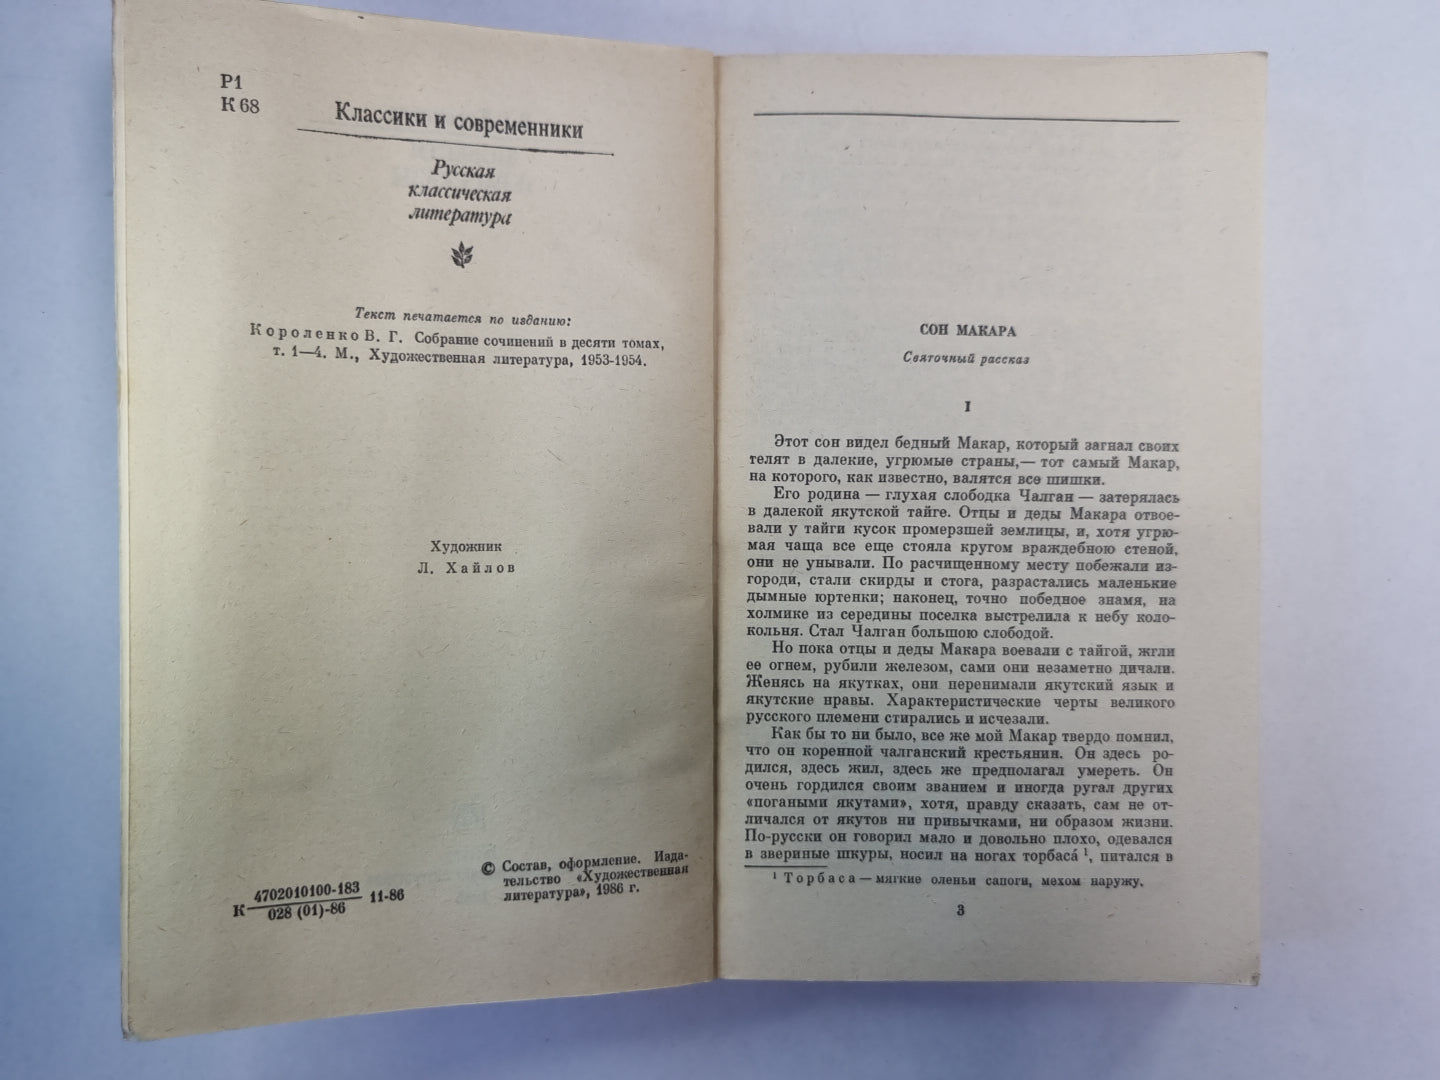 Р1
К 68
Классики и современники
Русская
классическая
литература
Текст печатается по изданию:
Короленко В. Г. Собрание сочинений в десяти томах,
т. 1—4. М., Художественная литература, 1953-1954.
Художник
Л. Хайлов
К 4702010100-183 11-86
028 (01)-86
© Состав, оформление. Изда-
тельство «Художественная
литература», 1986 г.
СОН МАКАРА
Святочный рассказ
I
Этот сон видел бедный Макар, который загнал своих
телят в далекие, угрюмые страны,— тот самый Макар,
на которого, как известно, валятся все шишки.
Его родина — глухая слободка Чалган — затерялась
в далекой якутской тайге. Отцы и деды Макара отвое-
вали у тайги кусок промерзшей землицы, и, хотя угрю-
мая чаща все еще стояла кругом враждебною стеной,
они не унывали. По расчищенному месту побежали из-
городи, стали скирды и стога, разрастались маленькие
дымные юртенки; наконец, точно победное знамя, на
холмике из середины поселка выстрелила к небу коло-
кольня. Стал Чалган большою слободой.
Но пока отцы и деды Макара воевали с тайгой, жгли
ее огнем, рубили железом, сами они незаметно дичали.
Женясь на якутках, они перенимали якутский язык и
якутские нравы. Характеристические черты великого
русского племени стирались и исчезали.
Как бы то ни было, все же мой Макар твердо помнил,
что он коренной чалганский крестьянин. Он здесь ро-
дился, здесь жил, здесь же предполагал умереть. Он
очень гордился своим званием и иногда ругал других
«погаными якутами», хотя, правду сказать, сам не от-
личался от якутов ни привычками, ни образом жизни.
По-русски он говорил мало и довольно плохо, одевался
в звериные шкуры, носил на ногах торбаса́ ¹, питался в
¹ Торбаса — мягкие оленьи сапоги, мехом наружу.
3